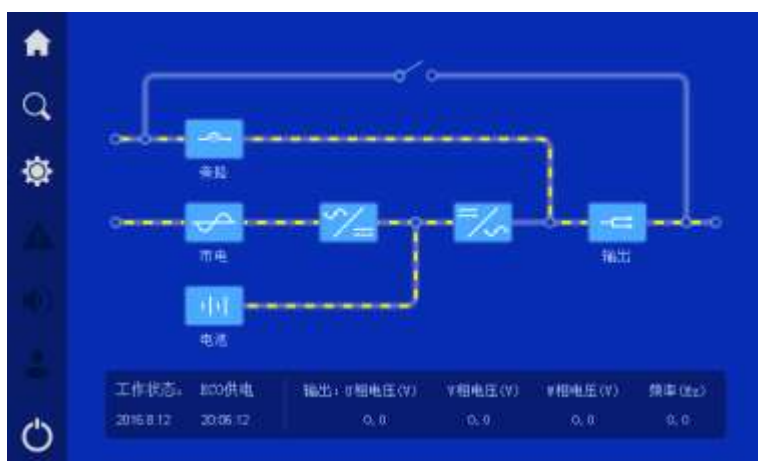 旁路
市电
输出
电池
工作状态: ECO供电 输出: U相电压(V) V相电压(V) W相电压(V) 频率(Hz)
2016.8.12 20:06:12 0.0 0.0 0.0 0.0